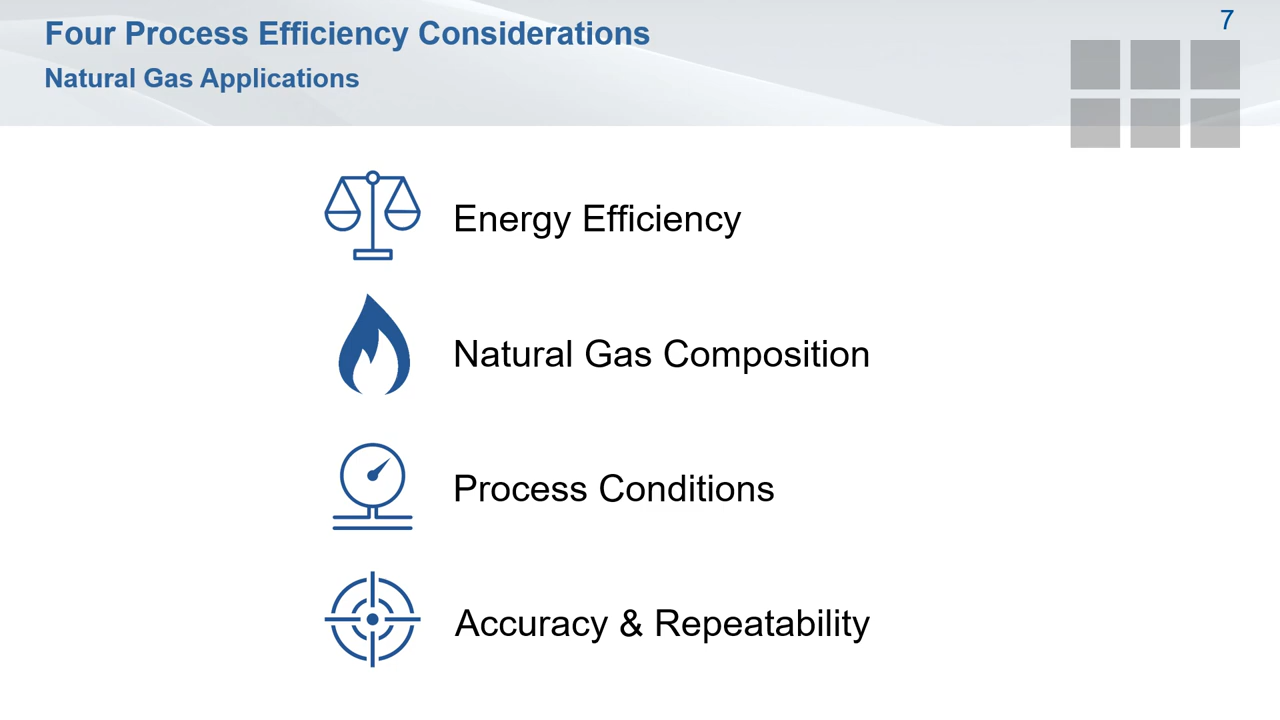 Four Process Efficiency Considerations
7
Natural Gas Applications
Energy Efficiency
Natural Gas Composition
Process Conditions
Accuracy & Repeatability